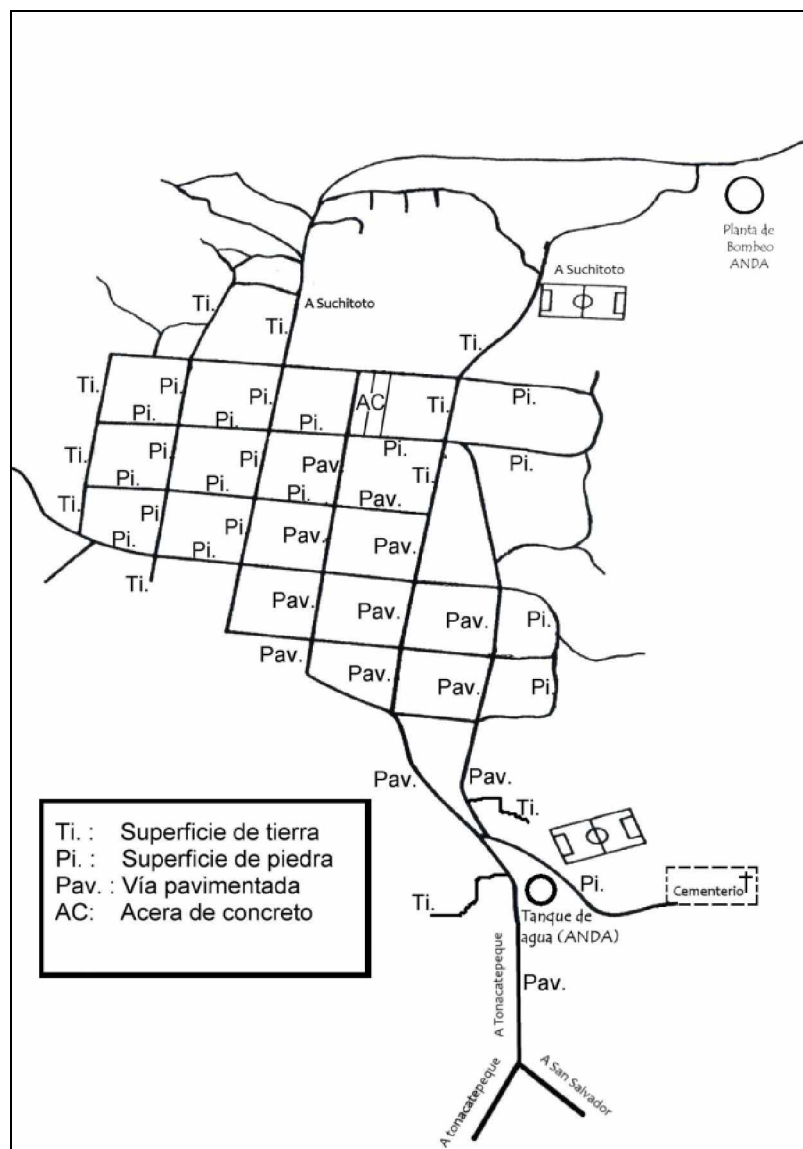 Planta de
Bombeo
ANDA
A Suchitoto
A Suchitoto
Ti.
Ti.
Ti.
Ti.
Pi.
Pi.
Pi.
AC
Ti.
Pi.
Pi.
Pi.
Pi.
Ti.
Pi.
Pi.
Pav.
Pi.
Ti.
Pi.
Pi.
Pi.
Pi.
Pav.
Ti.
Pi.
Pi.
Pav.
Pav.
Pi.
Pi.
Ti.
Pav.
Pav.
Pav.
Pi.
Pav.
Pav.
Pi.
Pav.
Pav.
Ti.
Pi.
Ti.
Cementerio
Tanque de
agua (ANDA)
Pav.
A Tonacatepeque
A tonacatepeque
A San Salvador
Ti. : Superficie de tierra
Pi. : Superficie de piedra
Pav. : Vía pavimentada
AC: Acera de concreto